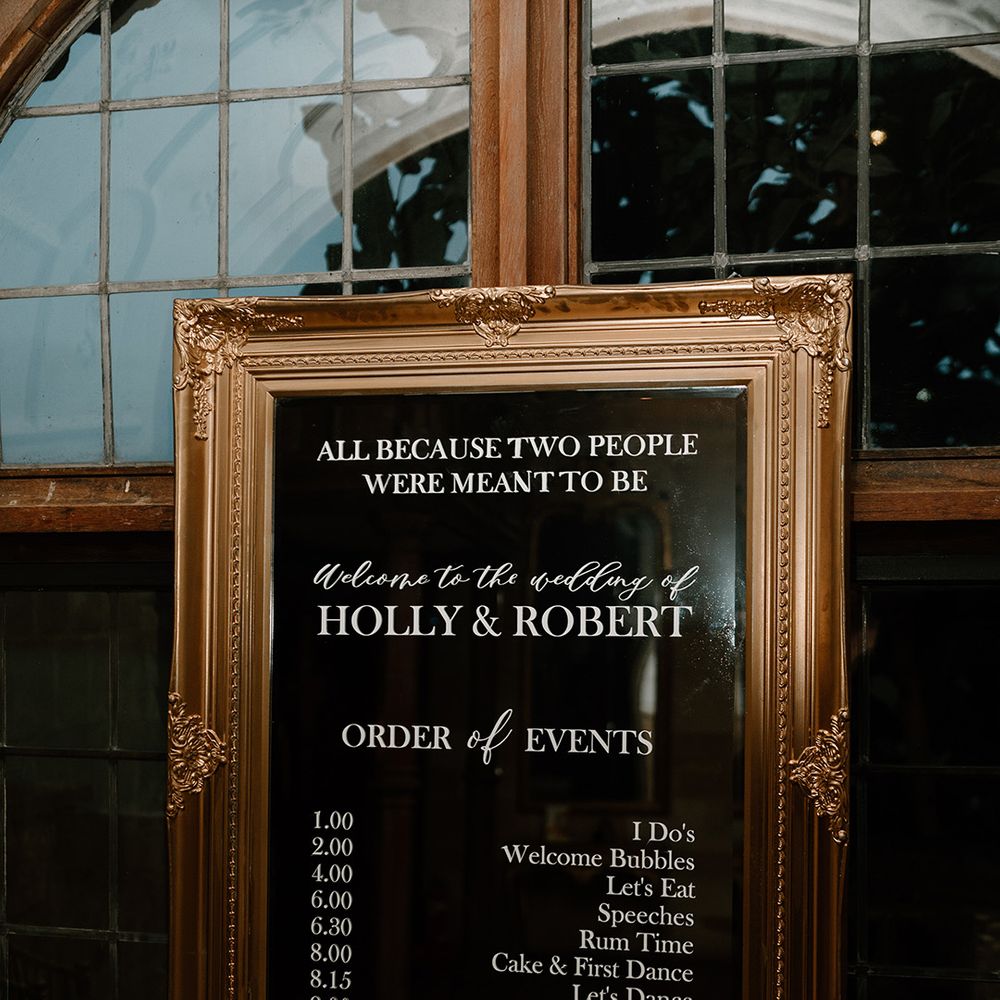 ALL BECAUSE TWO PEOPLE
WERE MEANT TO BE
Welcome to the wedding of
HOLLY & ROBERT
ORDER of EVENTS
1.00 I Do's
2.00 Welcome Bubbles
4.00 Let's Eat
6.00 Speeches
6.30 Rum Time
8.00 Cake & First Dance
8.15 Let's Dance